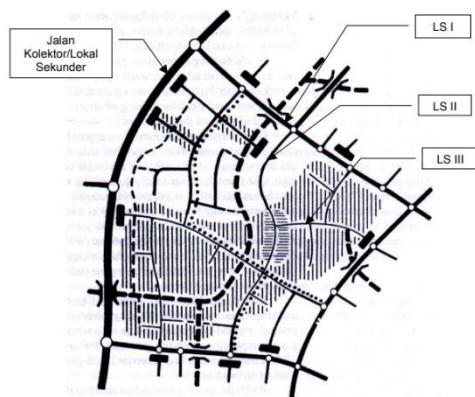 Jalan
Kolektor/Lokal
Sekunder
LS I
LS II
LS III